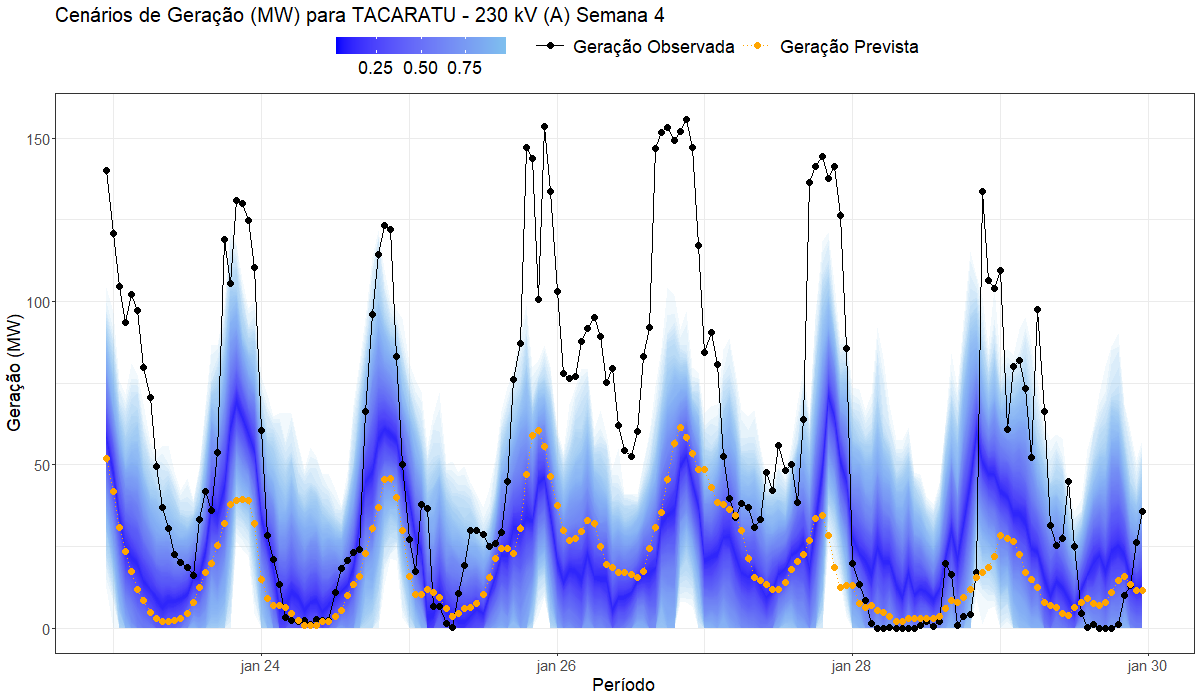 Cenários de Geração (MW) para TACARATU - 230 kV (A) Semana 4
0.25 0.50 0.75
Geração Observada
Geração Prevista
Geração (MW)
150
100
50
0
jan 24
jan 26
jan 28
jan 30
Período